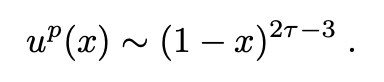 u^p(x) ∼ (1 − x)^{2τ−3} .